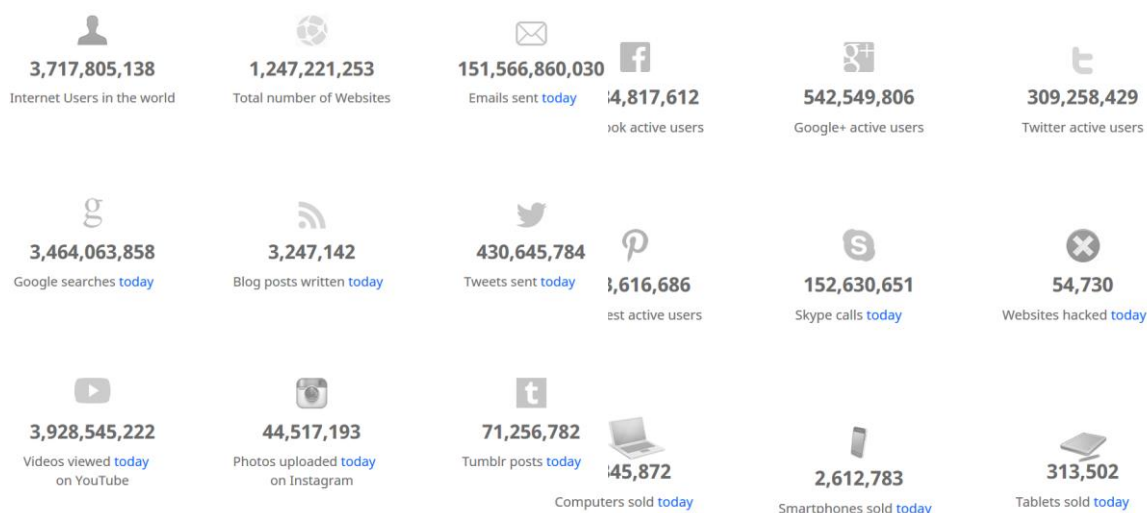 3,717,805,138
Internet Users in the world
1,247,221,253
Total number of Websites
151,566,860,030
Emails sent today
4,817,612
ook active users
542,549,806
Google+ active users
309,258,429
Twitter active users
3,464,063,858
Google searches today
3,247,142
Blog posts written today
430,645,784
Tweets sent today
3,616,686
est active users
152,630,651
Skype calls today
54,730
Websites hacked today
3,928,545,222
Videos viewed today
on YouTube
44,517,193
Photos uploaded today
on Instagram
71,256,782
Tumblr posts today
45,872
Computers sold today
2,612,783
Smartphones sold today
313,502
Tablets sold today